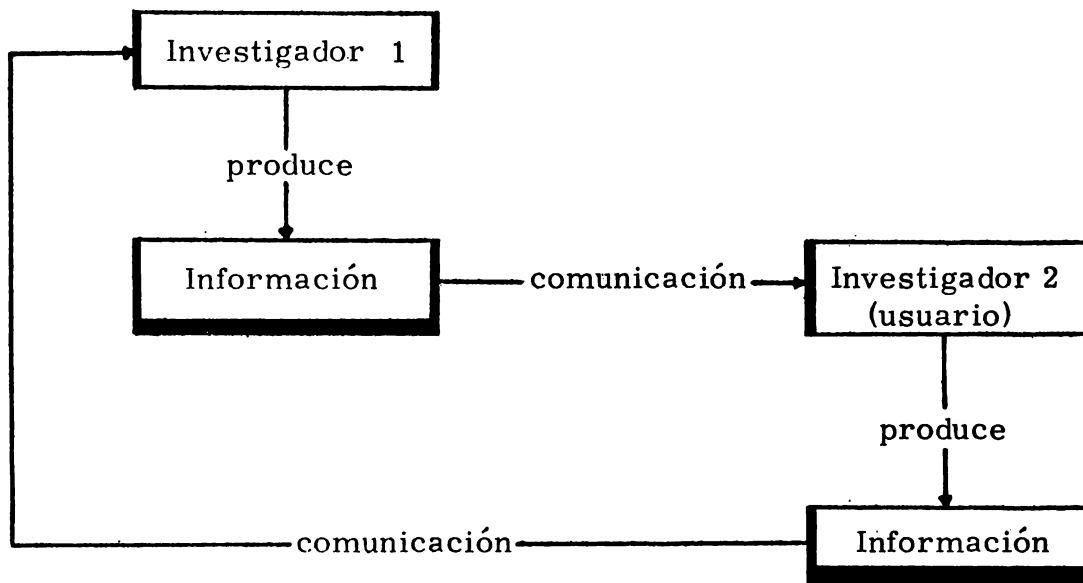 Investigador 1
produce
Información
comunicación
Investigador 2
(usuario)
produce
comunicación
Información